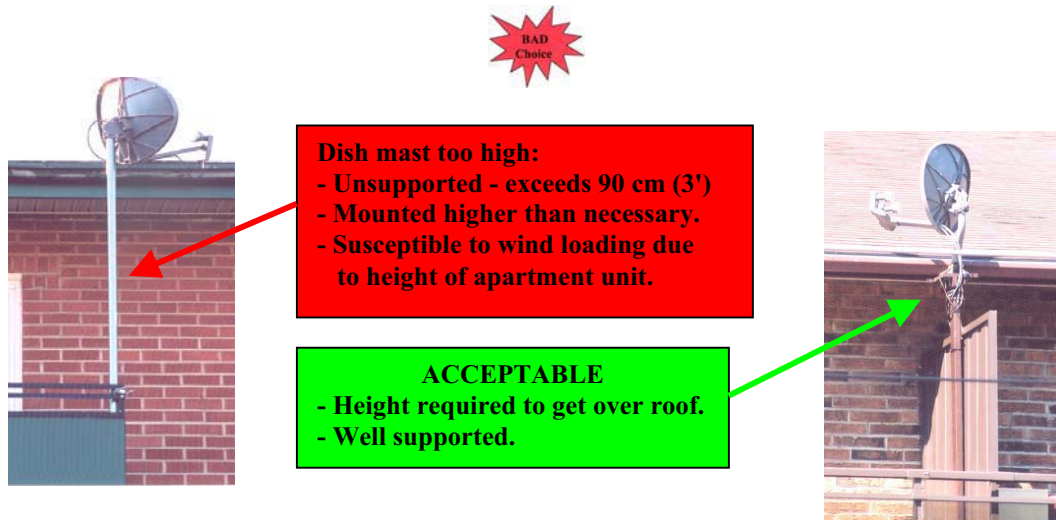 BAD
Choice
Dish mast too high:
- Unsupported - exceeds 90 cm (3')
- Mounted higher than necessary.
- Susceptible to wind loading due
to height of apartment unit.
ACCEPTABLE
- Height required to get over roof.
- Well supported.